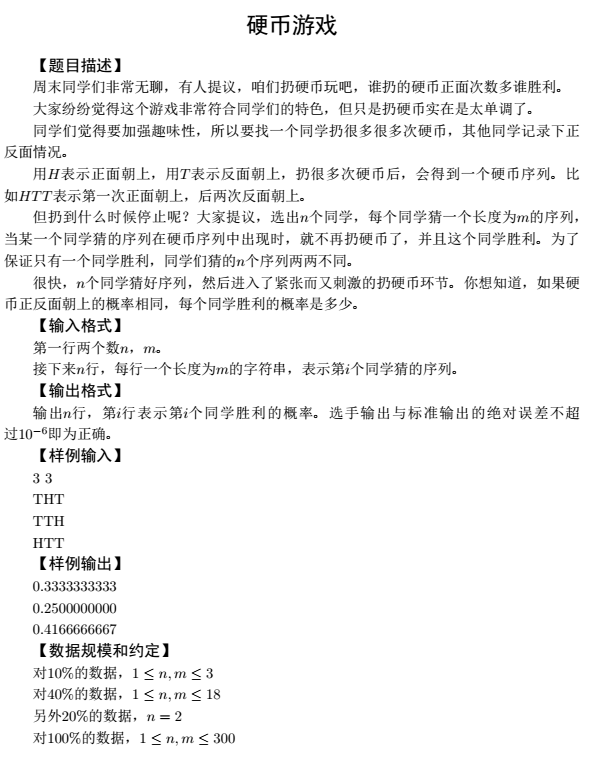 硬币游戏
【题目描述】
周末同学们非常无聊，有人提议，咱们扔硬币玩吧，谁扔的硬币正面次数多谁胜利。
大家纷纷觉得这个游戏非常符合同学们的特色，但只是扔硬币实在是太单调了。
同学们觉得要加强趣味性，所以要找一个同学扔很多很多次硬币，其他同学记录下正
反面情况。
用H表示正面朝上，用T表示反面朝上，扔很多次硬币后，会得到一个硬币序列。比
如HTT表示第一次正面朝上，后两次反面朝上。
但扔到什么时候停止呢？大家提议，选出n个同学，每个同学猜一个长度为m的序列，
当某一个同学猜的序列在硬币序列中出现时，就不再扔硬币了，并且这个同学胜利。为了
保证只有一个同学胜利，同学们猜的n个序列两两不同。
很快，n个同学猜好序列，然后进入了紧张而又刺激的扔硬币环节。你想知道，如果硬
币正反面朝上的概率相同，每个同学胜利的概率是多少。
【输入格式】
第一行两个数n，m。
接下来n行，每行一个长度为m的字符串，表示第i个同学猜的序列。
【输出格式】
输出n行，第i行表示第i个同学胜利的概率。选手输出与标准输出的绝对误差不超
过10⁻⁶即为正确。
【样例输入】
3 3
THT
TTH
HTT
【样例输出】
0.3333333333
0.2500000000
0.4166666667
【数据规模和约定】
对10%的数据，1 ≤ n, m ≤ 3
对40%的数据，1 ≤ n, m ≤ 18
另外20%的数据，n = 2
对100%的数据，1 ≤ n, m ≤ 300